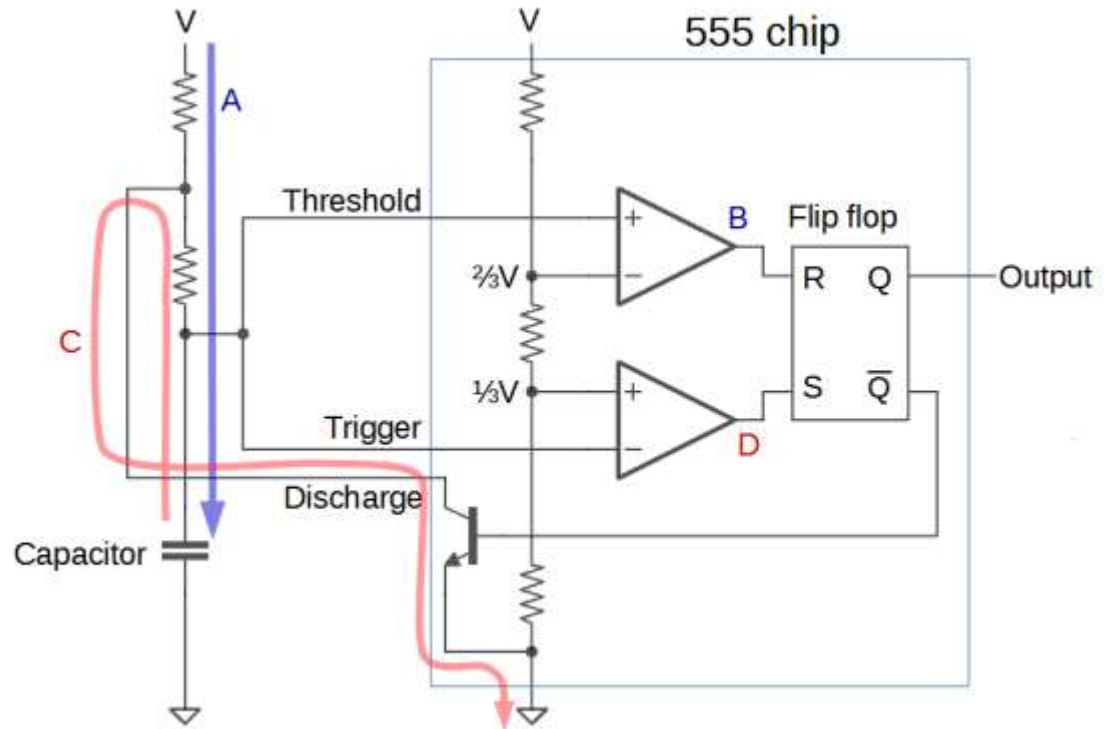 V
V
555 chip
A
Threshold
B
Flip flop
+
−
⅔V
R
Q
Output
C
⅓V
+
−
S
Q̅
Trigger
D
Discharge
Capacitor